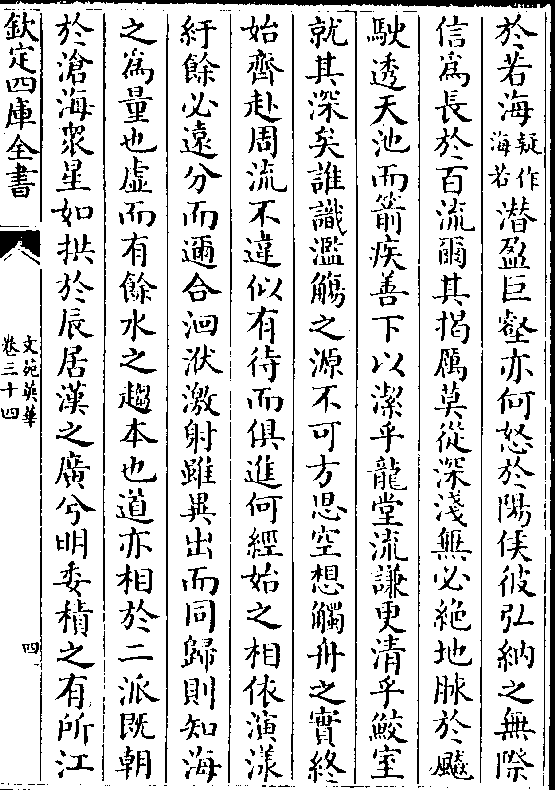 於若海疑作海若潜盈巨壑亦何怒於陽侯彼弘納之無際
信為長於百流爾其揭厲莫從深淺無必絶地脉於飈
駛透天池而箭疾善下以潔乎龍堂流謙更清乎鮫室
就其深矣誰識濫觴之源不可方思空想觸舟之實終
始齊赴周流不違似有待而俱進何經始之相依演漾
紆餘必遠分而邇合洄洑激射雖異出而同歸則知海
之為量也虛而有餘水之趨本也道亦相於二派既朝
於滄海衆星如拱於辰居漢之廣兮明委積之有所江
欽定四庫全書
文苑英華
卷三十四
四